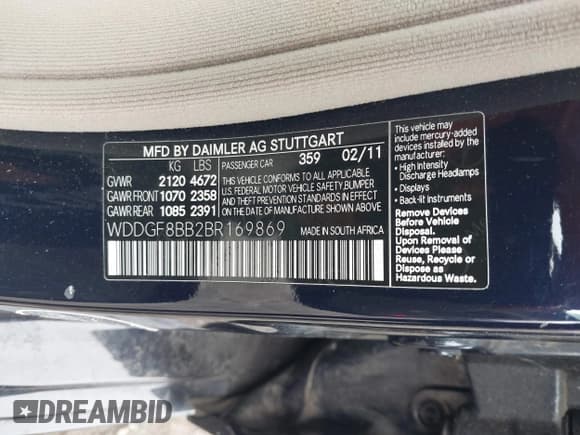 MFD BY DAIMLER AG STUTTGART
KG LBS PASSENGER CAR 359 02/11
GVWR 2120 4672
GAWR FRONT 1070 2358
GAWR REAR 1085 2391
THIS VEHICLE CONFORMS TO ALL APPLICABLE
U.S. FEDERAL MOTOR VEHICLE SAFETY, BUMPER
AND THEFT PREVENTION STANDARDS IN EFFECT
ON THE DATE OF MANUFACTURE SHOWN ABOVE.
WDDGF8BB2BR169869 MADE IN SOUTH AFRICA
This vehicle may
include mercury-added
devices installed by
the manufacturer:
• High Intensity
Discharge Headlamps
• Displays
• Back-lit Instruments
Remove Devices
Before Vehicle
Disposal.
Upon Removal of
Devices Please
Reuse, Recycle or
Dispose as
Hazardous Waste.
DREAMBID